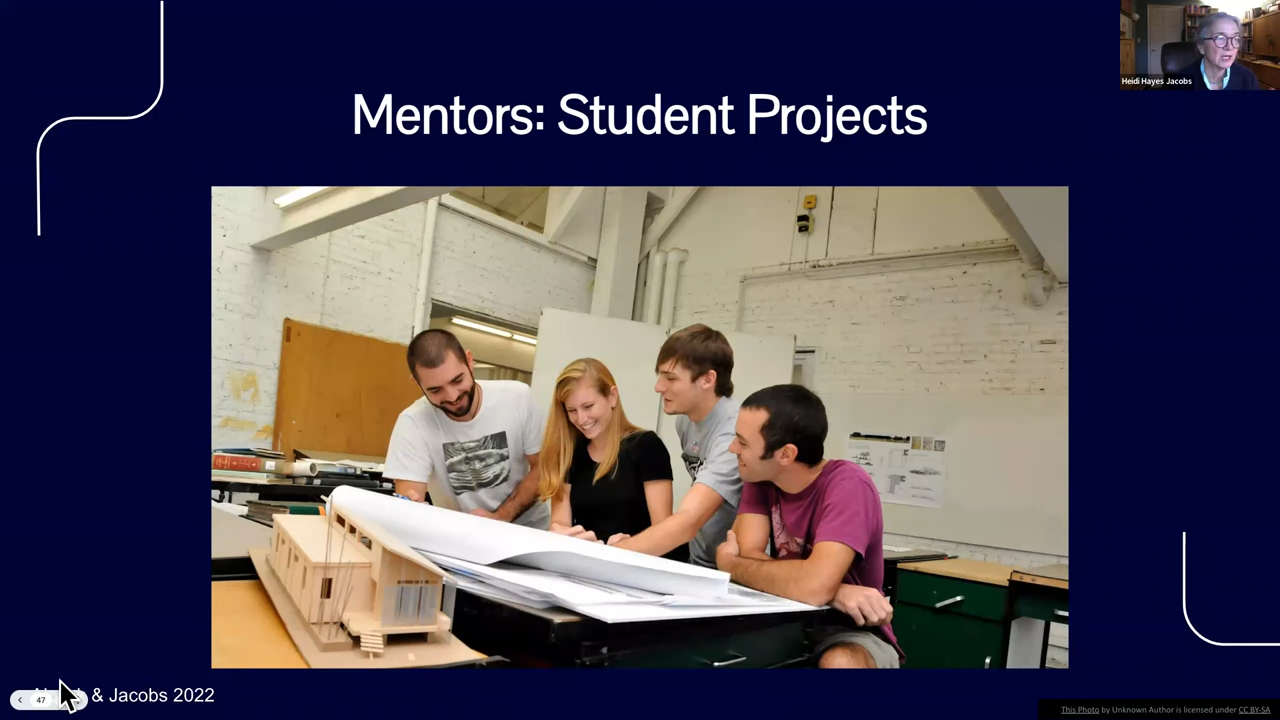 Heidi Hayes Jacobs
Mentors: Student Projects
47
& Jacobs 2022
This Photo by Unknown Author is licensed under CC BY-SA